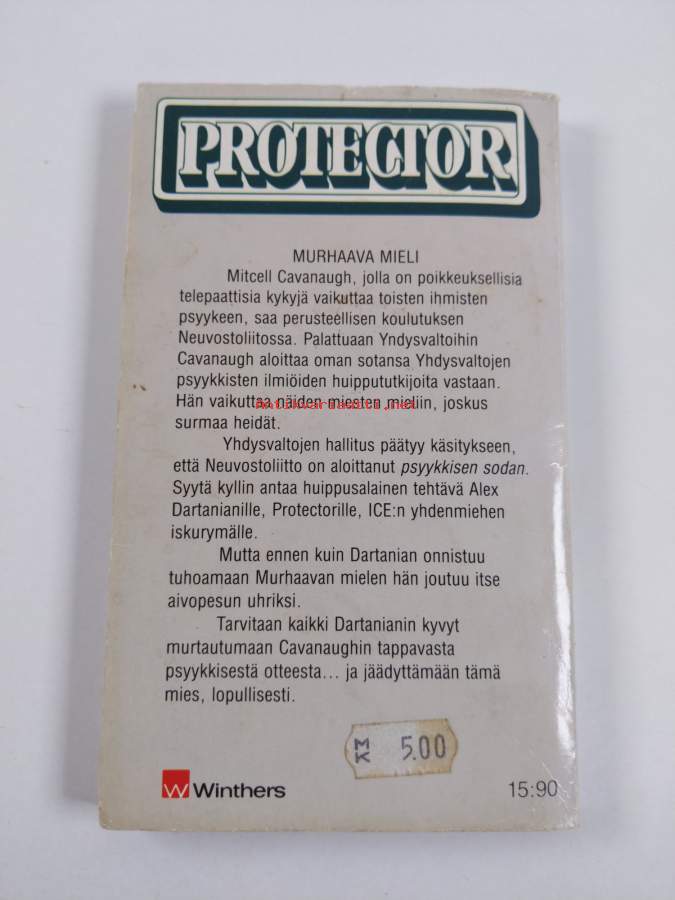 PROTECTOR
MURHAAVA MIELI
Mitcell Cavanaugh, jolla on poikkeuksellisia
telepaattisia kykyjä vaikuttaa toisten ihmisten
psyykeen, saa perusteellisen koulutuksen
Neuvostoliitossa. Palattuaan Yndysvaltoihin
Cavanaugh aloittaa oman sotansa Yhdysvaltojen
psyykkisten ilmiöiden huippututkijoita vastaan.
Hän vaikuttaa näiden miesten mieliin, joskus
Antikvariaatti.net
surmaa heidät.
Yhdysvaltojen hallitus päätyy käsitykseen,
että Neuvostoliitto on aloittanut psyykkisen sodan.
Syytä kyllin antaa huippusalainen tehtävä Alex
Dartanianille, Protectorille, ICE:n yhdenmiehen
iskurymälle.
Mutta ennen kuin Dartanian onnistuu
tuhoamaan Murhaavan mielen hän joutuu itse
aivopesun uhriksi.
Tarvitaan kaikki Dartanianin kyvyt
murtautumaan Cavanaughin tappavasta
psyykkisestä otteesta... ja jäädyttämään tämä
mies, lopullisesti.
MK 5.00
W Winthers
15:90